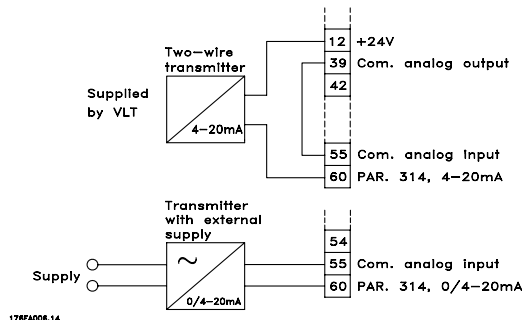 12 +24V
Two-wire
transmitter
39 Com. analog output
42
Supplied
by VLT
4-20mA
55 Com. analog input
60 PAR. 314, 4-20mA
Transmitter
with external
supply
54
~
55 Com. analog input
Supply
60 PAR. 314, 0/4-20mA
0/4-20mA
176FA008.14